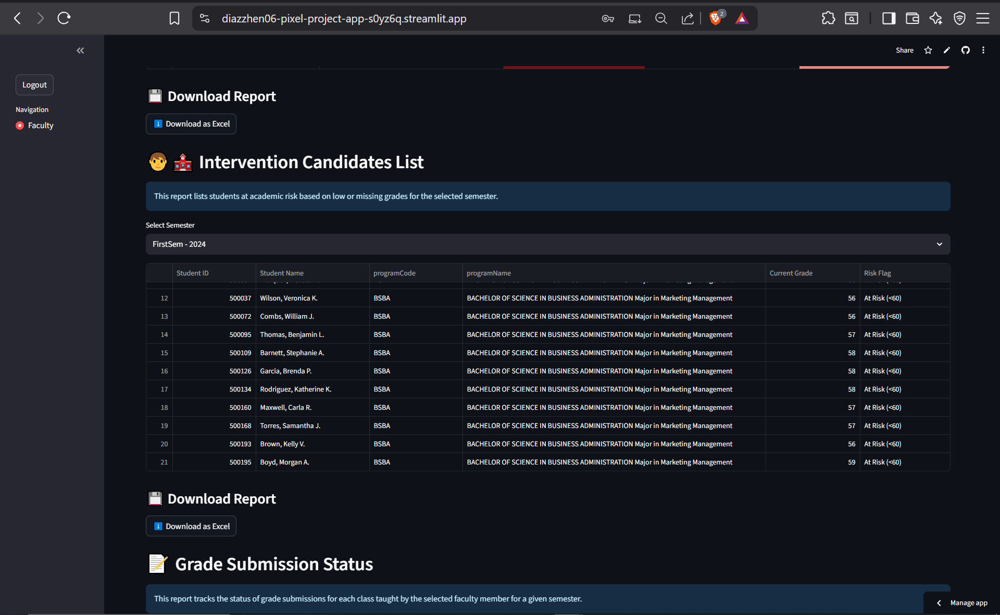 diazzhen06-pixel-project-app-s0yz6q.streamlit.app
2
Share
Logout
Navigation
Faculty
Download Report
Download as Excel
Intervention Candidates List
This report lists students at academic risk based on low or missing grades for the selected semester.
Select Semester
FirstSem - 2024
Student ID Student Name programCode programName Current Grade Risk Flag
12 500037 Wilson, Veronica K. BSBA BACHELOR OF SCIENCE IN BUSINESS ADMINISTRATION Major in Marketing Management 56 At Risk (<60)
13 500072 Combs, William J. BSBA BACHELOR OF SCIENCE IN BUSINESS ADMINISTRATION Major in Marketing Management 56 At Risk (<60)
14 500095 Thomas, Benjamin L. BSBA BACHELOR OF SCIENCE IN BUSINESS ADMINISTRATION Major in Marketing Management 57 At Risk (<60)
15 500109 Barnett, Stephanie A. BSBA BACHELOR OF SCIENCE IN BUSINESS ADMINISTRATION Major in Marketing Management 58 At Risk (<60)
16 500126 Garcia, Brenda P. BSBA BACHELOR OF SCIENCE IN BUSINESS ADMINISTRATION Major in Marketing Management 58 At Risk (<60)
17 500134 Rodriguez, Katherine K. BSBA BACHELOR OF SCIENCE IN BUSINESS ADMINISTRATION Major in Marketing Management 58 At Risk (<60)
18 500160 Maxwell, Carla R. BSBA BACHELOR OF SCIENCE IN BUSINESS ADMINISTRATION Major in Marketing Management 57 At Risk (<60)
19 500168 Torres, Samantha J. BSBA BACHELOR OF SCIENCE IN BUSINESS ADMINISTRATION Major in Marketing Management 57 At Risk (<60)
20 500193 Brown, Kelly V. BSBA BACHELOR OF SCIENCE IN BUSINESS ADMINISTRATION Major in Marketing Management 56 At Risk (<60)
21 500195 Boyd, Morgan A. BSBA BACHELOR OF SCIENCE IN BUSINESS ADMINISTRATION Major in Marketing Management 59 At Risk (<60)
Download Report
Download as Excel
Grade Submission Status
This report tracks the status of grade submissions for each class taught by the selected faculty member for a given semester.
Manage app